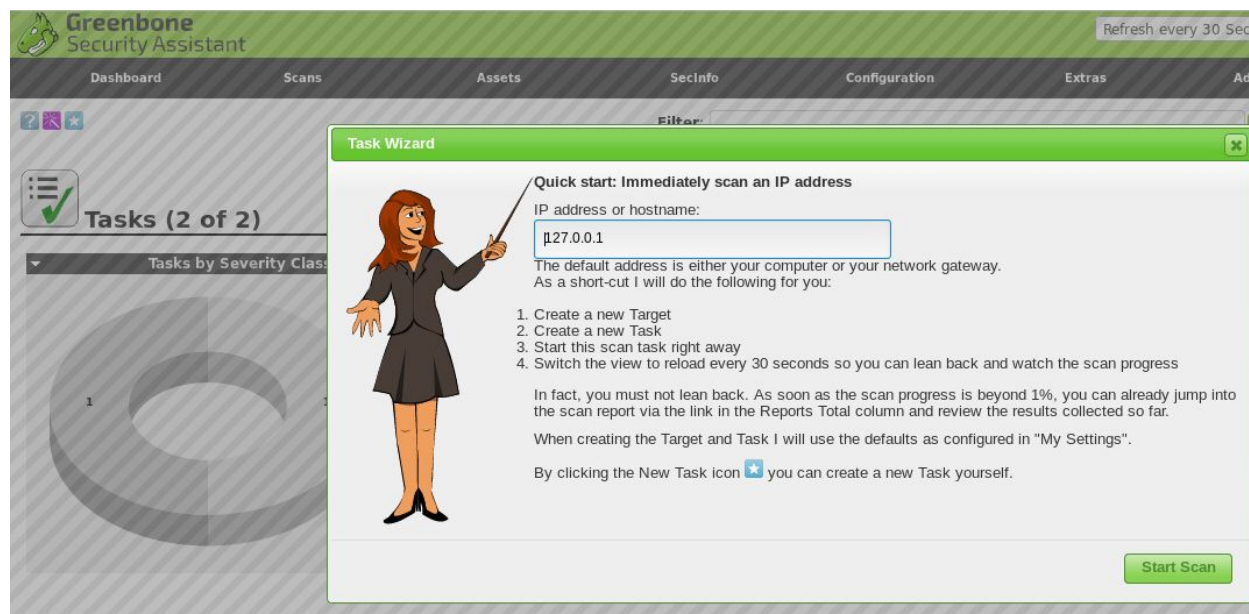 Greenbone
Security Assistant
Refresh every 30 Sec
Dashboard Scans Assets SecInfo Configuration Extras Ad
Filter:
Task Wizard
Tasks (2 of 2)
Tasks by Severity Class
1
Quick start: Immediately scan an IP address
IP address or hostname:
127.0.0.1
The default address is either your computer or your network gateway.
As a short-cut I will do the following for you:
1. Create a new Target
2. Create a new Task
3. Start this scan task right away
4. Switch the view to reload every 30 seconds so you can lean back and watch the scan progress
In fact, you must not lean back. As soon as the scan progress is beyond 1%, you can already jump into
the scan report via the link in the Reports Total column and review the results collected so far.
When creating the Target and Task I will use the defaults as configured in "My Settings".
By clicking the New Task icon you can create a new Task yourself.
Start Scan